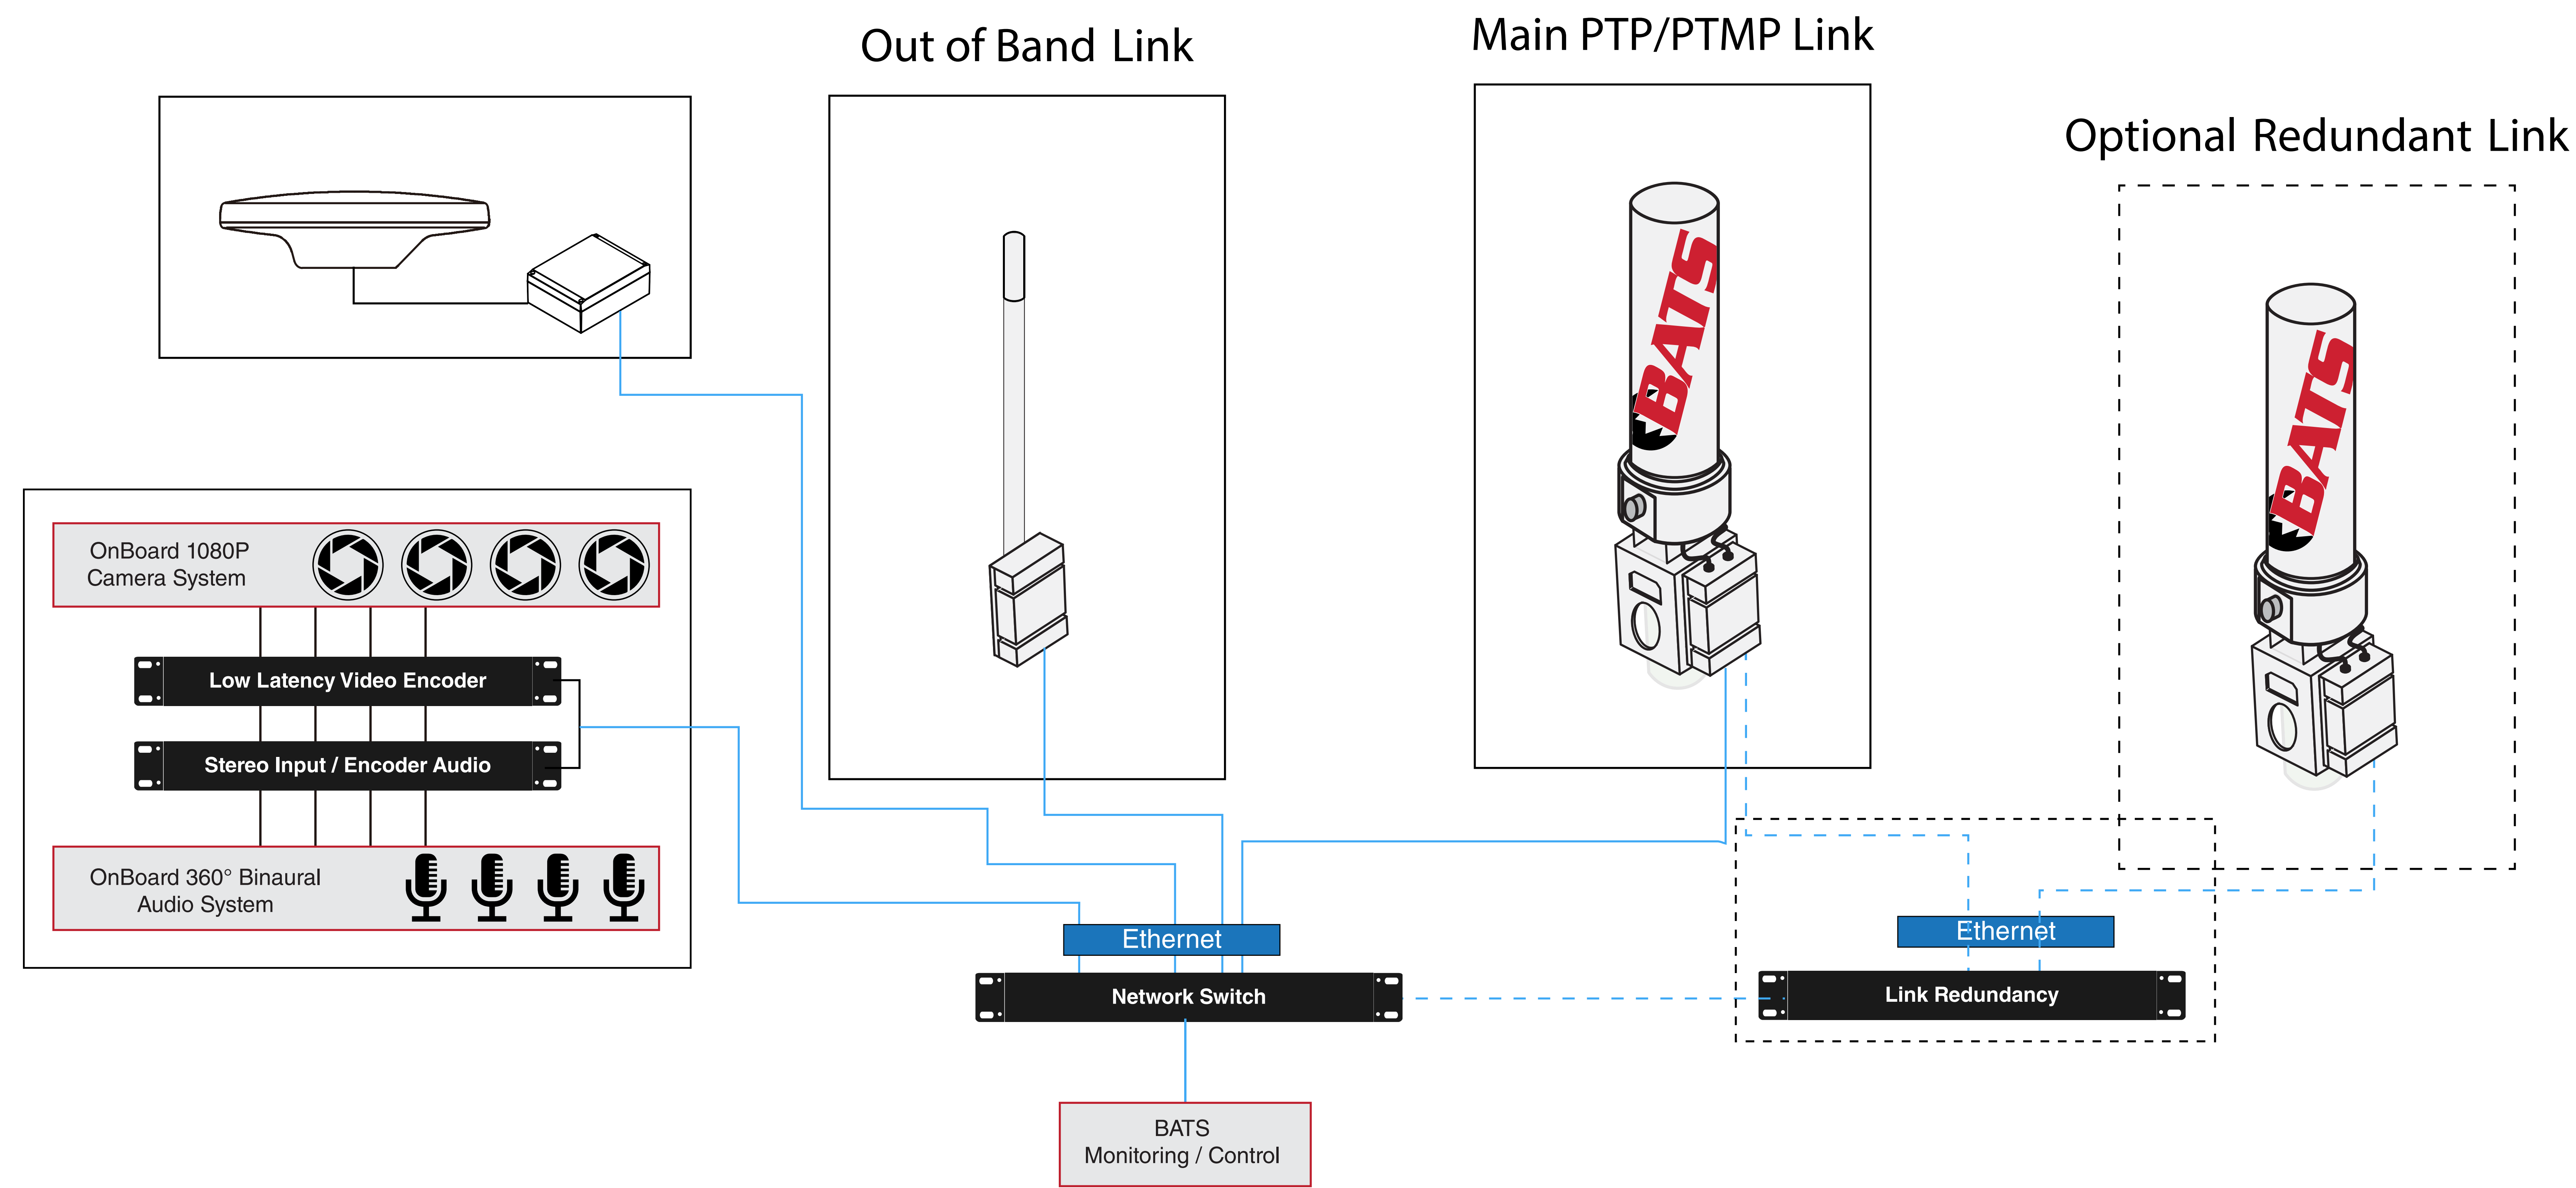 Out of Band Link
Main PTP/PTMP Link
Optional Redundant Link
BATS
BATS
OnBoard 1080P
Camera System
Low Latency Video Encoder
Stereo Input / Encoder Audio
OnBoard 360° Binaural
Audio System
Ethernet
Network Switch
Ethernet
Link Redundancy
BATS
Monitoring / Control